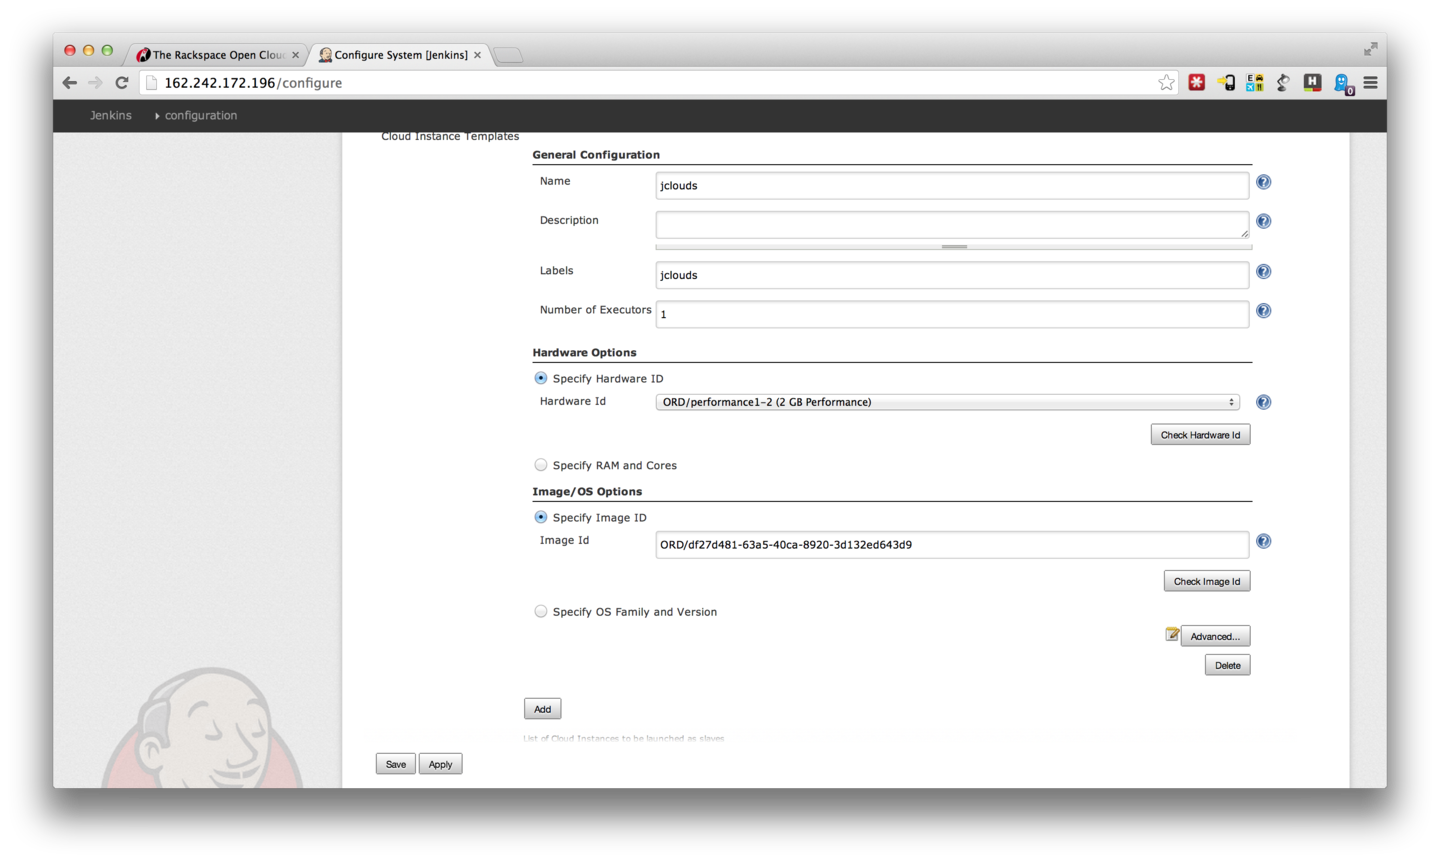 The Rackspace Open Clou
Configure System [Jenkins]
162.242.172.196/configure
0
Jenkins
configuration
Cloud Instance Templates
General Configuration
Name
jclouds
Description
Labels
jclouds
Number of Executors
1
Hardware Options
Specify Hardware ID
Hardware Id
ORD/performance1-2 (2 GB Performance)
Check Hardware Id
Specify RAM and Cores
Image/OS Options
Specify Image ID
Image Id
ORD/df27d481-63a5-40ca-8920-3d132ed643d9
Check Image Id
Specify OS Family and Version
Advanced...
Delete
Add
List of Cloud Instances to be launched as slaves
Save
Apply